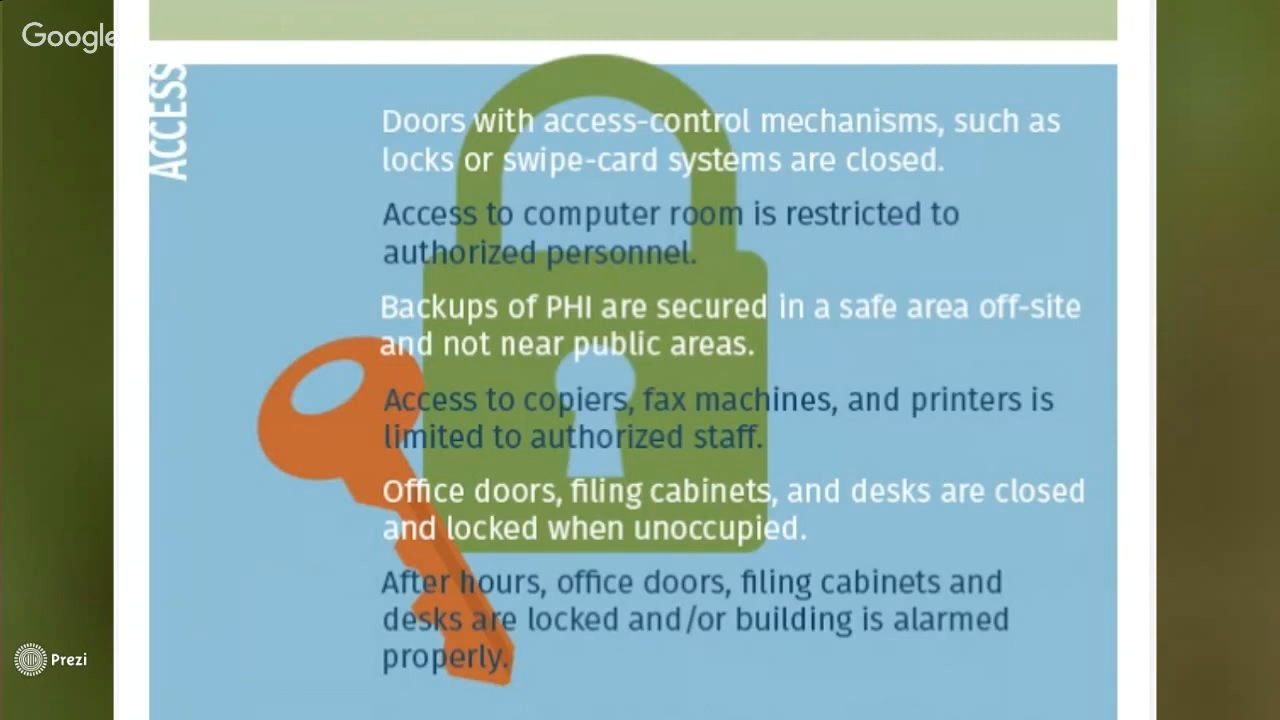 Google
ACCESS
Doors with access-control mechanisms, such as
locks or swipe-card systems are closed.
Access to computer room is restricted to
authorized personnel.
Backups of PHI are secured in a safe area off-site
and not near public areas.
Access to copiers, fax machines, and printers is
limited to authorized staff.
Office doors, filing cabinets, and desks are closed
and locked when unoccupied.
After hours, office doors, filing cabinets and
desks are locked and/or building is alarmed
properly.
Prezi